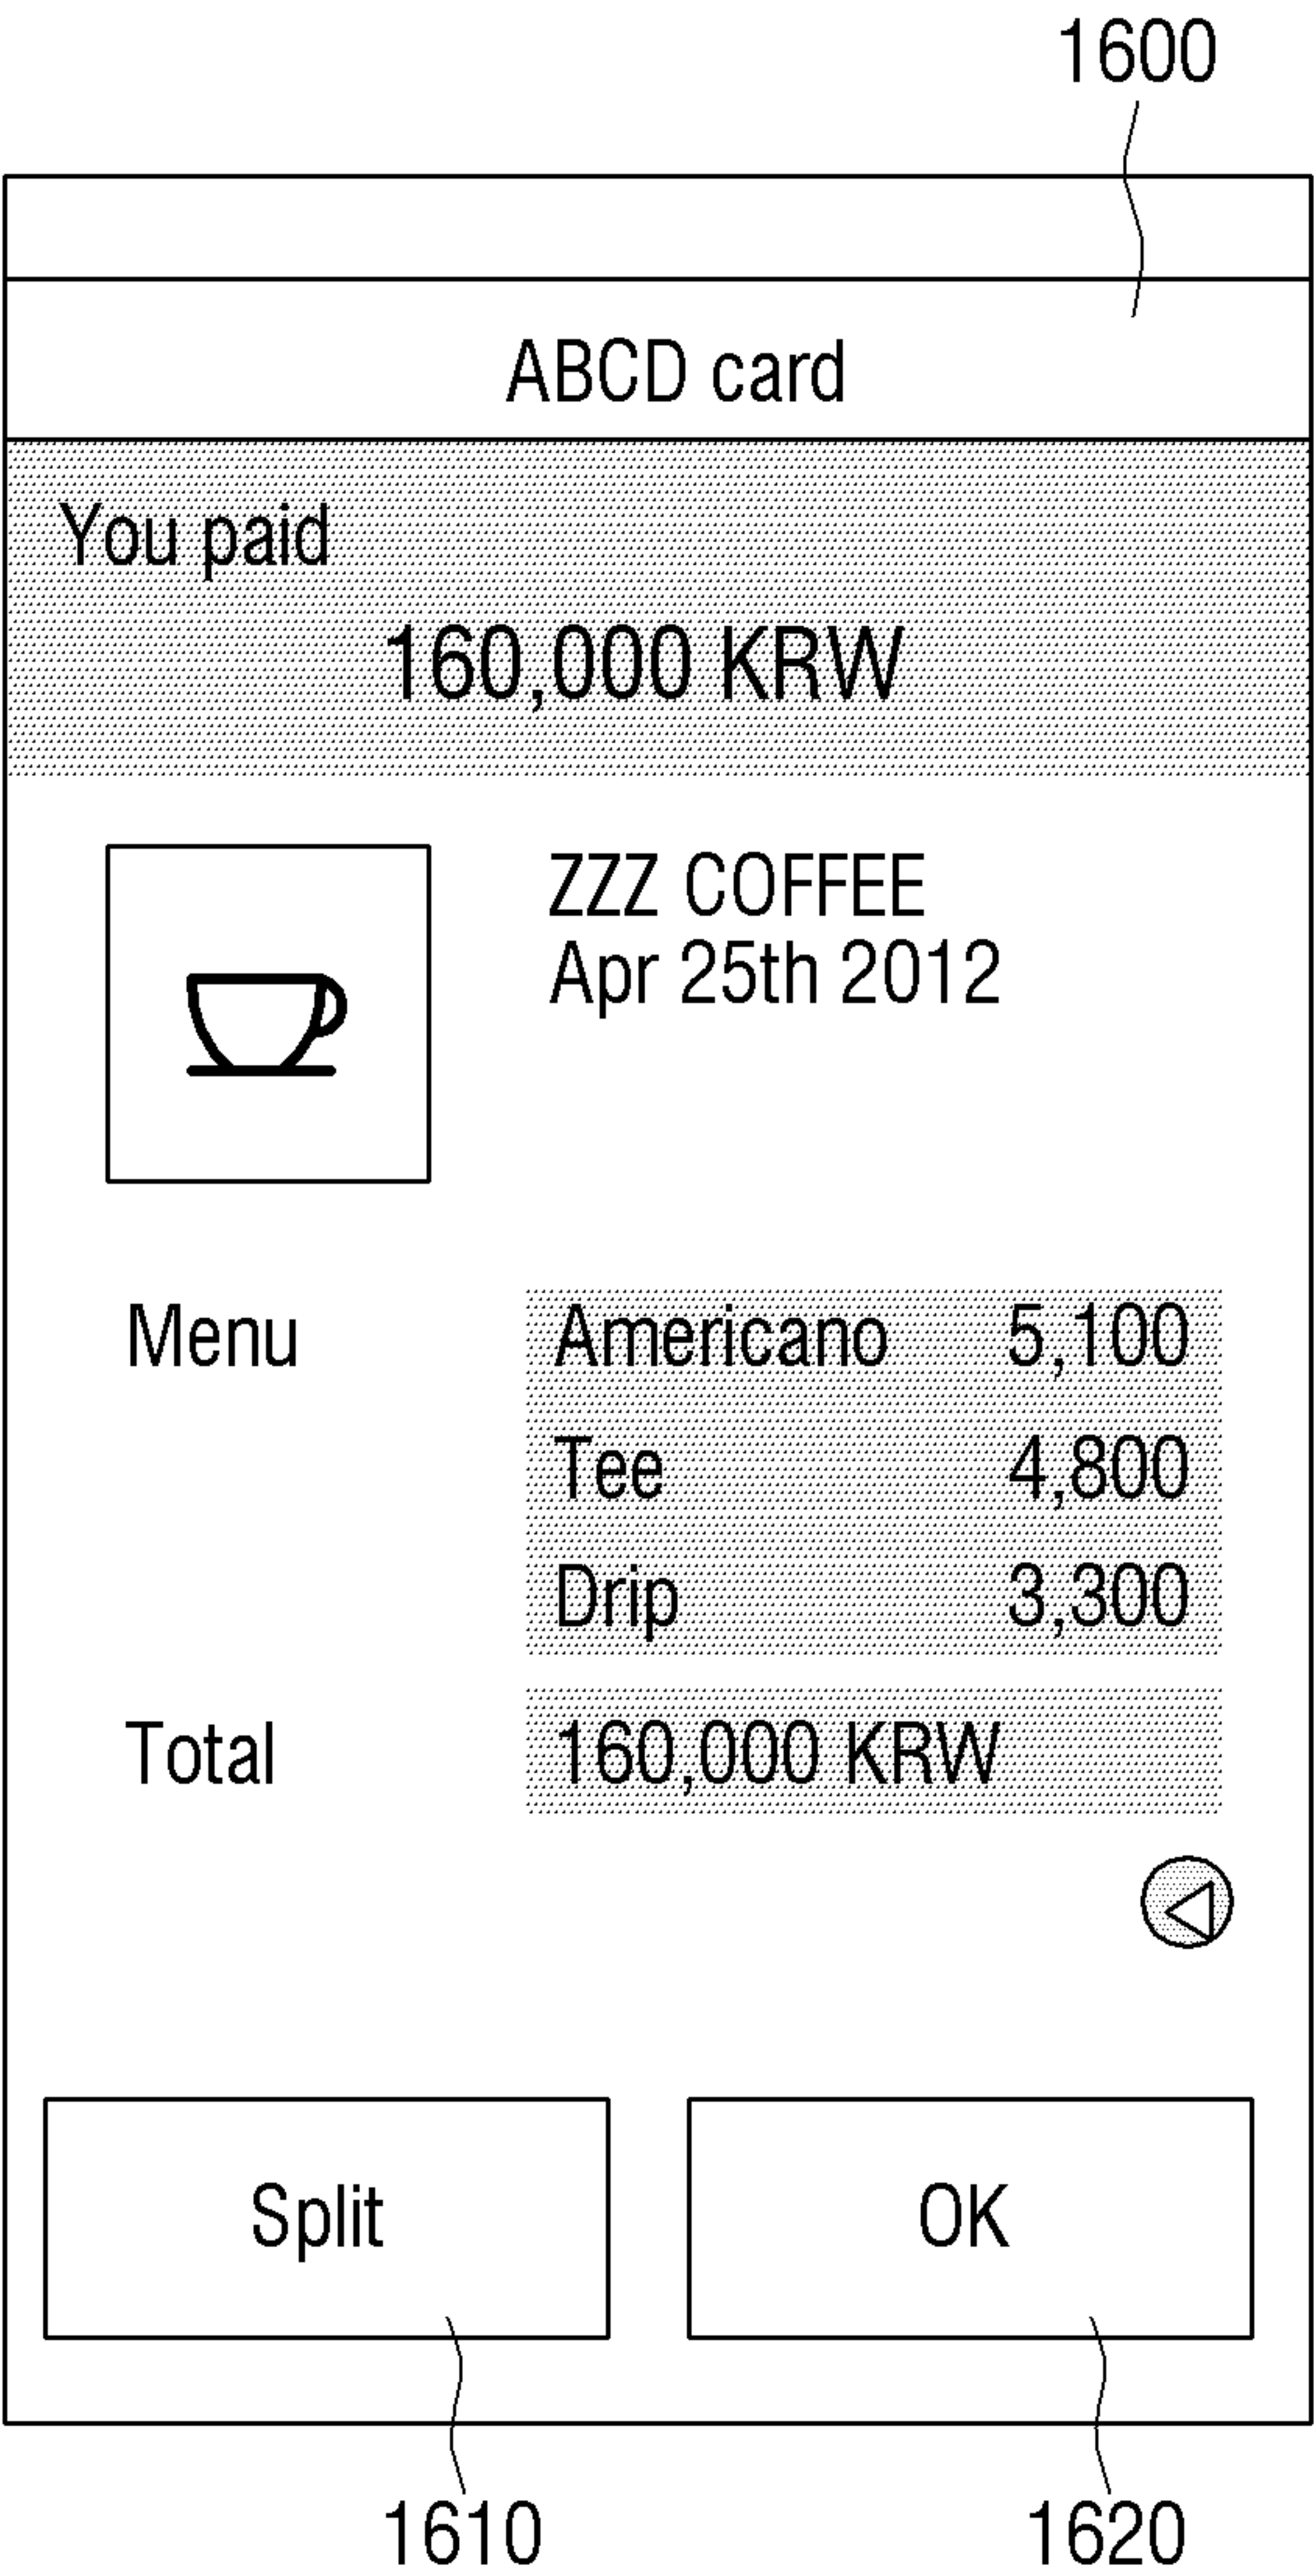 1600
ABCD card
You paid
160,000 KRW
ZZZ COFFEE
Apr 25th 2012
Menu Americano 5,100
Tee 4,800
Drip 3,300
Total 160,000 KRW
Split OK
1610 1620